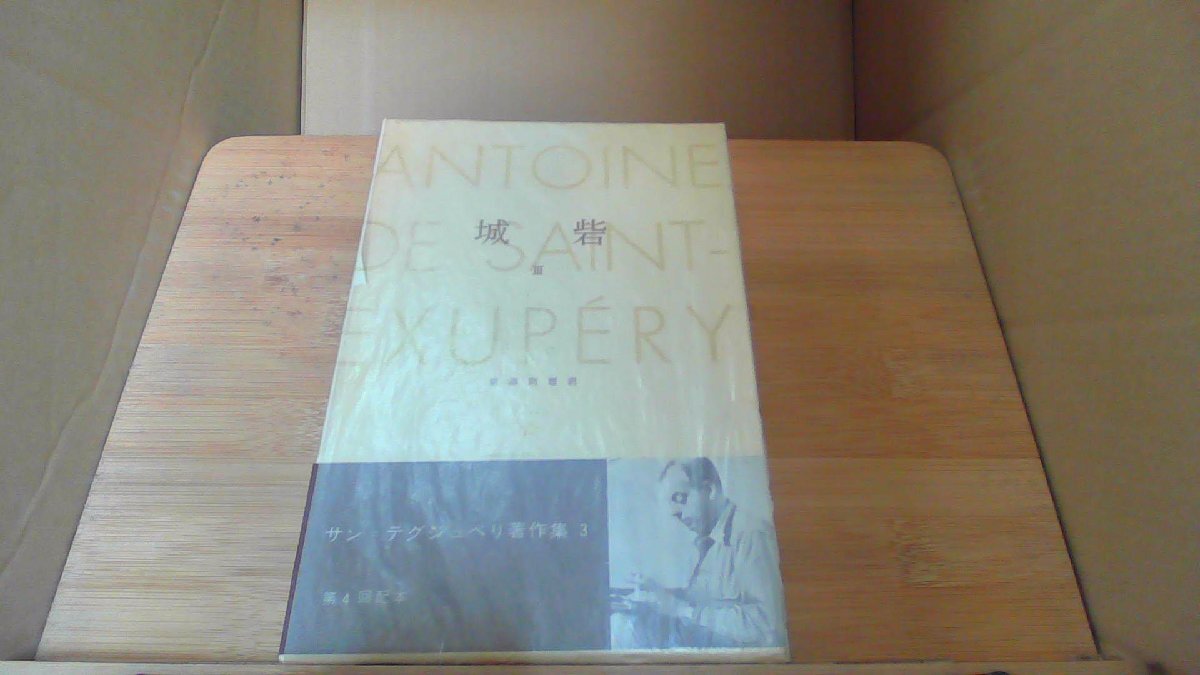 ANTOINE
DE SAINT-
EXUPÉRY
城砦
III
サン=テグジュペリ著作集 3
第4回配本